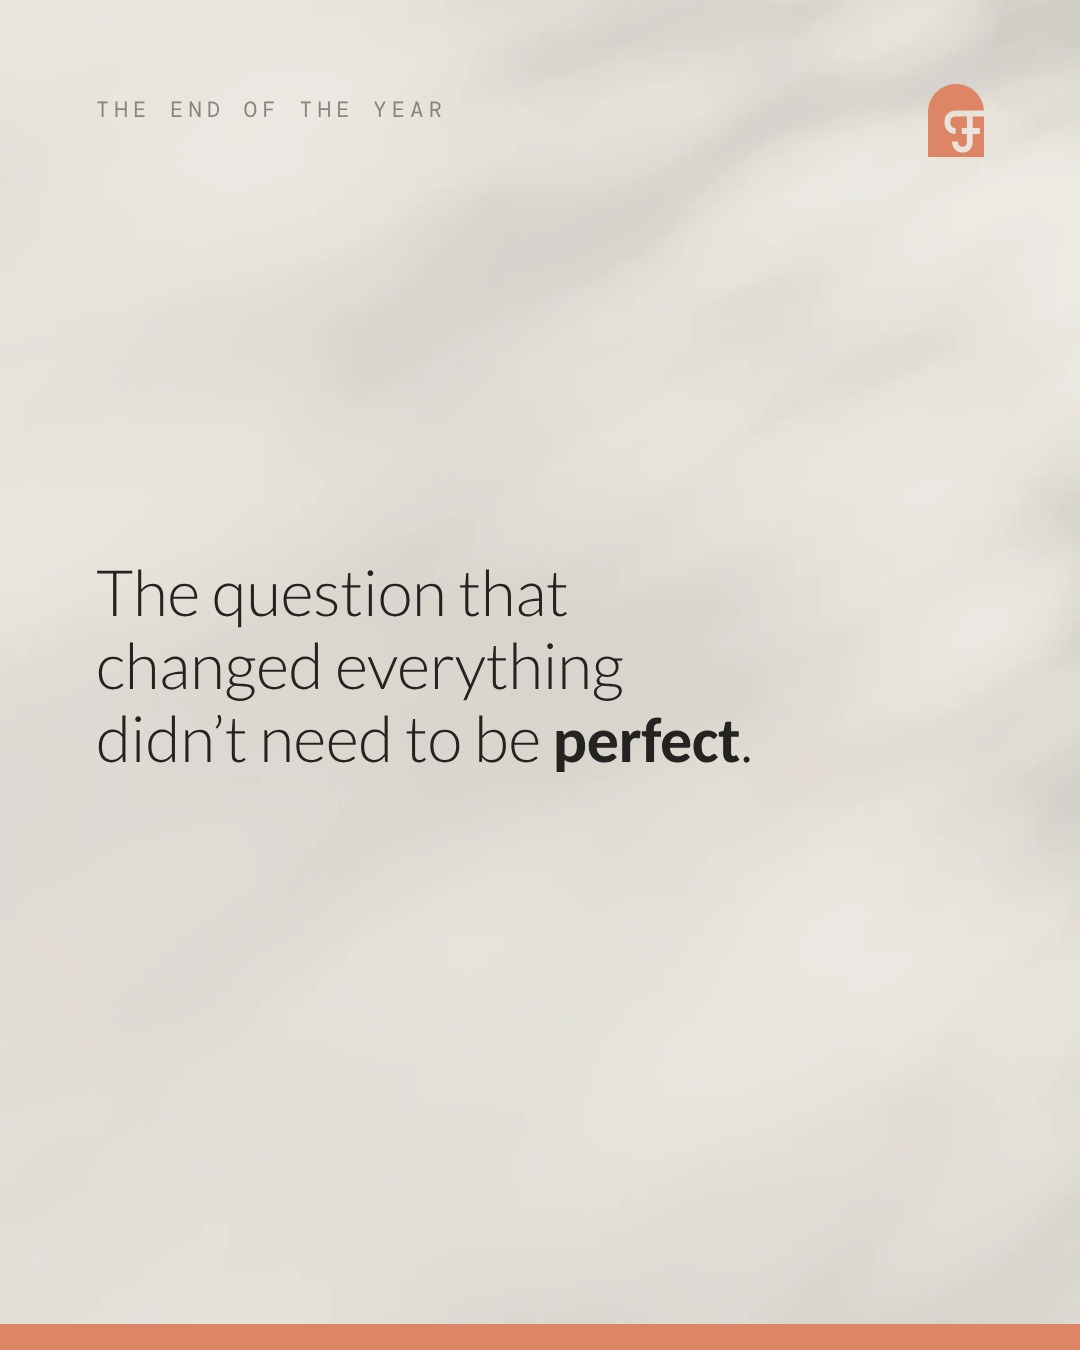 THE END OF THE YEAR
The question that
changed everything
didn’t need to be perfect.